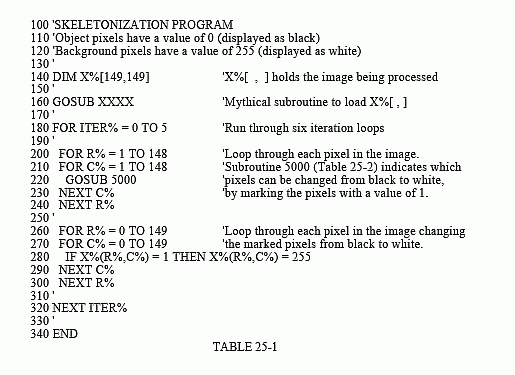 100 'SKELETONIZATION PROGRAM
110 'Object pixels have a value of 0 (displayed as black)
120 'Background pixels have a value of 255 (displayed as white)
130 '
140 DIM X%[149,149] 'X%[ , ] holds the image being processed
150 '
160 GOSUB XXXX 'Mythical subroutine to load X%[ , ]
170 '
180 FOR ITER% = 0 TO 5 'Run through six iteration loops
190 '
200 FOR R% = 1 TO 148 'Loop through each pixel in the image.
210 FOR C% = 1 TO 148 'Subroutine 5000 (Table 25-2) indicates which
220 GOSUB 5000 'pixels can be changed from black to white,
230 NEXT C% 'by marking the pixels with a value of 1.
240 NEXT R%
250 '
260 FOR R% = 0 TO 149 'Loop through each pixel in the image changing
270 FOR C% = 0 TO 149 'the marked pixels from black to white.
280 IF X%(R%,C%) = 1 THEN X%(R%,C%) = 255
290 NEXT C%
300 NEXT R%
310 '
320 NEXT ITER%
330 '
340 END
TABLE 25-1